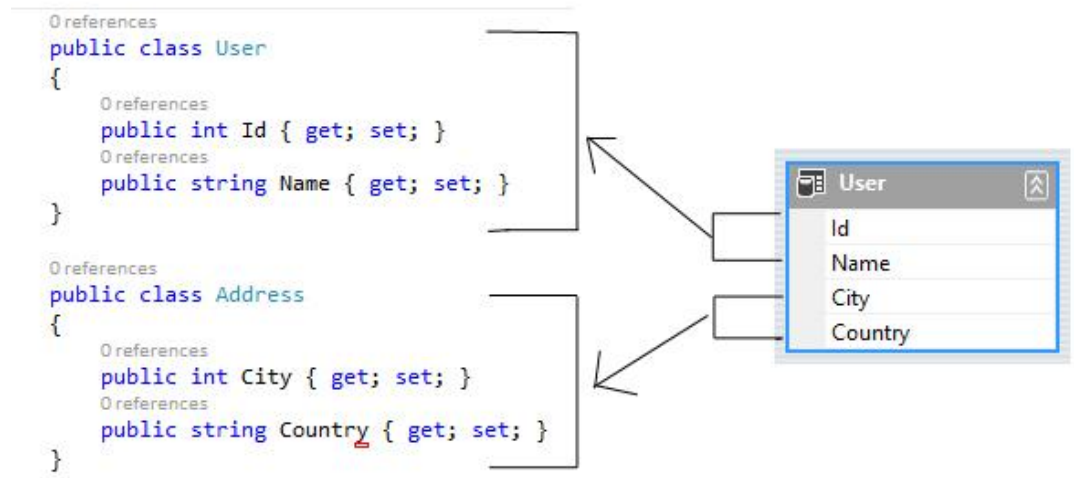 0 references
public class User
{
0 references
public int Id { get; set; }
0 references
public string Name { get; set; }
}
0 references
public class Address
{
0 references
public int City { get; set; }
0 references
public string Country { get; set; }
}
User
Id
Name
City
Country